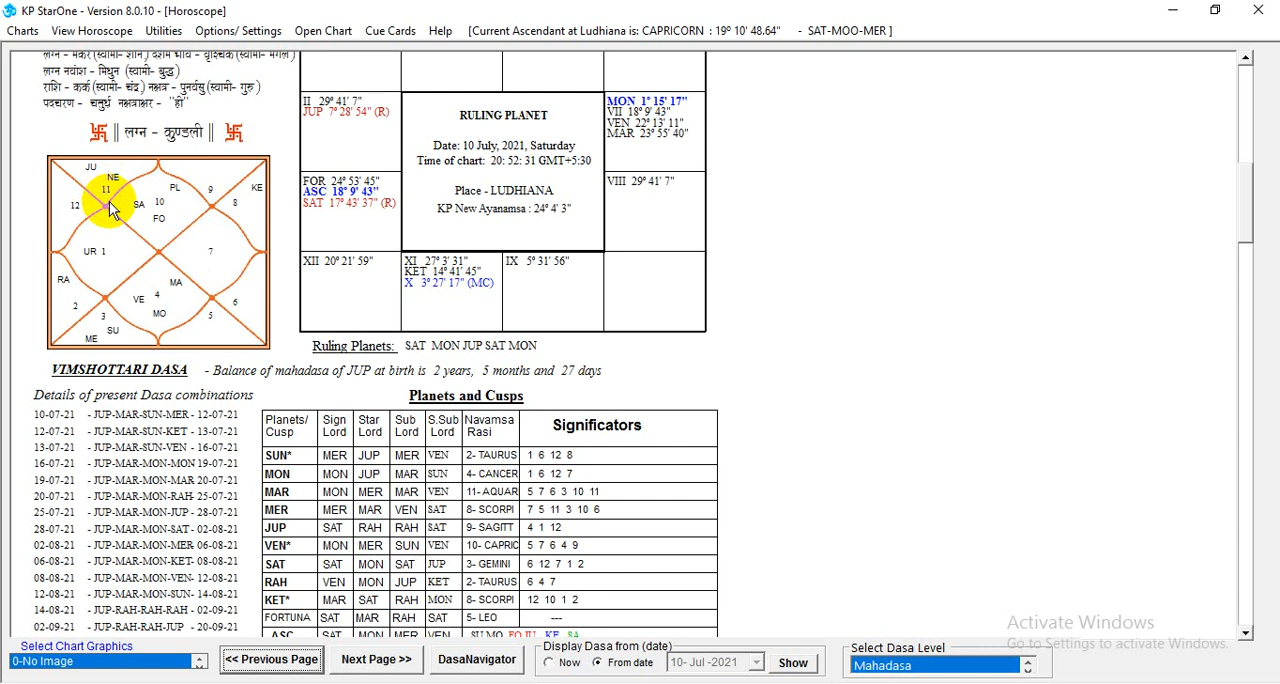 KP StarOne - Version 8.0.10 - [Horoscope]
Charts View Horoscope Utilities Options/ Settings Open Chart Cue Cards Help [Current Ascendant at Ludhiana is: CAPRICORN : 19º 10' 48.64" - SAT-MOO-MER ]
लग्न - मकर (स्वामी- शनि) दशम भाव - वृश्चिक (स्वामी- मंगल)
लग्न नवांश - मिथुन (स्वामी- बुद्ध)
राशि - कर्क (स्वामी- चंद्र) नक्षत्र - पुनर्वसु (स्वामी- गुरु)
पदचरण - चतुर्थ नक्षत्राक्षर - "ही"
卐 || लग्न - कुण्डली || 卐
JU
NE
11
12
SA 10
PL
FO
9
KE
8
UR 1
7
RA
2
3
SU
ME
VE 4
MA
MO
5
6
II 29° 41' 7"
JUP 7° 28' 54" (R)
MON 1° 15' 17"
VII 18° 9' 43"
VEN 22° 13' 11"
MAR 23° 55' 40"
RULING PLANET
Date: 10 July, 2021, Saturday
Time of chart: 20: 52: 31 GMT+5:30
Place - LUDHIANA
KP New Ayanamsa : 24° 4' 3"
FOR 24° 53' 45"
ASC 18° 9' 43"
SAT 17° 43' 37" (R)
VIII 29° 41' 7"
XII 20° 21' 59"
XI 27° 3' 31"
KET 14° 41' 45"
X 3° 27' 17" (MC)
IX 5° 31' 56"
Ruling Planets: SAT MON JUP SAT MON
VIMSHOTTARI DASA - Balance of mahadasa of JUP at birth is 2 years, 5 months and 27 days
Details of present Dasa combinations
10-07-21 - JUP-MAR-SUN-MER - 12-07-21
12-07-21 - JUP-MAR-SUN-KET - 13-07-21
13-07-21 - JUP-MAR-SUN-VEN - 16-07-21
16-07-21 - JUP-MAR-MON-MON 19-07-21
19-07-21 - JUP-MAR-MON-MAR 20-07-21
20-07-21 - JUP-MAR-MON-RAH- 25-07-21
25-07-21 - JUP-MAR-MON-JUP - 28-07-21
28-07-21 - JUP-MAR-MON-SAT - 02-08-21
02-08-21 - JUP-MAR-MON-MER- 06-08-21
06-08-21 - JUP-MAR-MON-KET- 08-08-21
08-08-21 - JUP-MAR-MON-VEN- 12-08-21
12-08-21 - JUP-MAR-MON-SUN- 14-08-21
14-08-21 - JUP-RAH-RAH-RAH - 02-09-21
02-09-21 - JUP-RAH-RAH-JUP - 20-09-21
Planets and Cusps
Planets/ Cusp Sign Lord Star Lord Sub Lord S.Sub Lord Navamsa Rasi Significators
SUN* MER JUP MER VEN 2- TAURUS 1 6 12 8
MON MON JUP MAR SUN 4- CANCER 1 6 12 7
MAR MON MER MAR VEN 11- AQUAR 5 7 6 3 10 11
MER MER MAR VEN SAT 8- SCORPI 7 5 11 3 10 6
JUP SAT RAH RAH SAT 9- SAGITT 4 1 12
VEN* MON MER SUN VEN 10- CAPRIC 5 7 6 4 9
SAT SAT MON SAT JUP 3- GEMINI 6 12 7 1 2
RAH VEN MON JUP KET 2- TAURUS 6 4 7
KET* MAR SAT RAH MON 8- SCORPI 12 10 1 2
FORTUNA SAT MAR RAH SAT 5- LEO ---
ASC SAT MON MER VEN SU MO FO JU KE SA
Select Chart Graphics
0-No Image
<< Previous Page
Next Page >>
DasaNavigator
Display Dasa from (date)
Now From date 10- Jul -2021 Show
Select Dasa Level
Mahadasa
Activate Windows
Go to Settings to activate Windows.